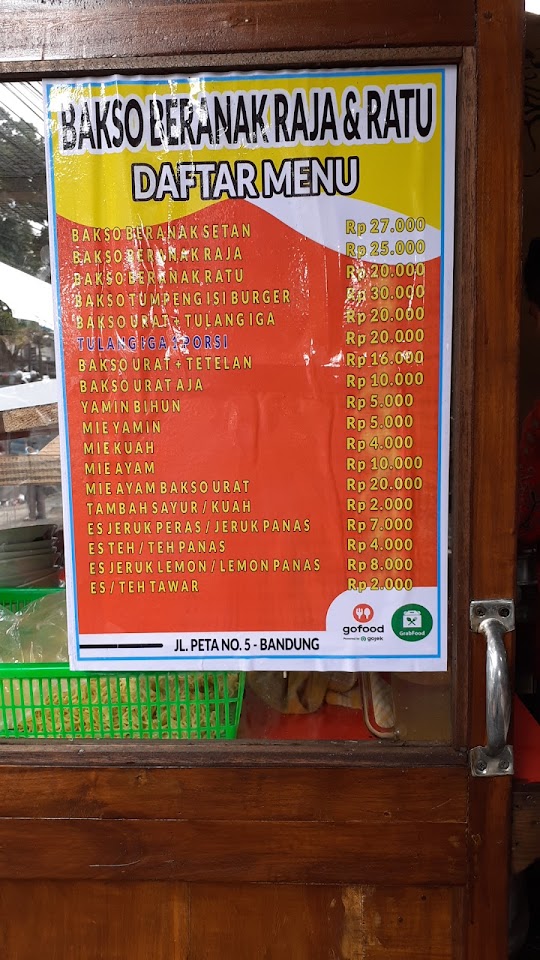 BAKSO BERANAK RAJA & RATU
DAFTAR MENU
BAKSO BERANAK SETAN Rp 27.000
BAKSO BERANAK RAJA Rp 25.000
BAKSO BERANAK RATU Rp 20.000
BAKSO TUMPENG ISI BURGER Rp 30.000
BAKSO URAT + TULANG IGA Rp 20.000
TULANG IGA 1 PORSI Rp 20.000
BAKSO URAT + TETELAN Rp 16.000
BAKSO URAT AJA Rp 10.000
YAMIN BIHUN Rp 5.000
MIE YAMIN Rp 5.000
MIE KUAH Rp 4.000
MIE AYAM Rp 10.000
MIE AYAM BAKSO URAT Rp 20.000
TAMBAH SAYUR / KUAH Rp 2.000
ES JERUK PERAS / JERUK PANAS Rp 7.000
ES TEH / TEH PANAS Rp 4.000
ES JERUK LEMON / LEMON PANAS Rp 8.000
ES / TEH TAWAR Rp 2.000
gofood
Powered by gojek
GrabFood
JL. PETA NO. 5 - BANDUNG